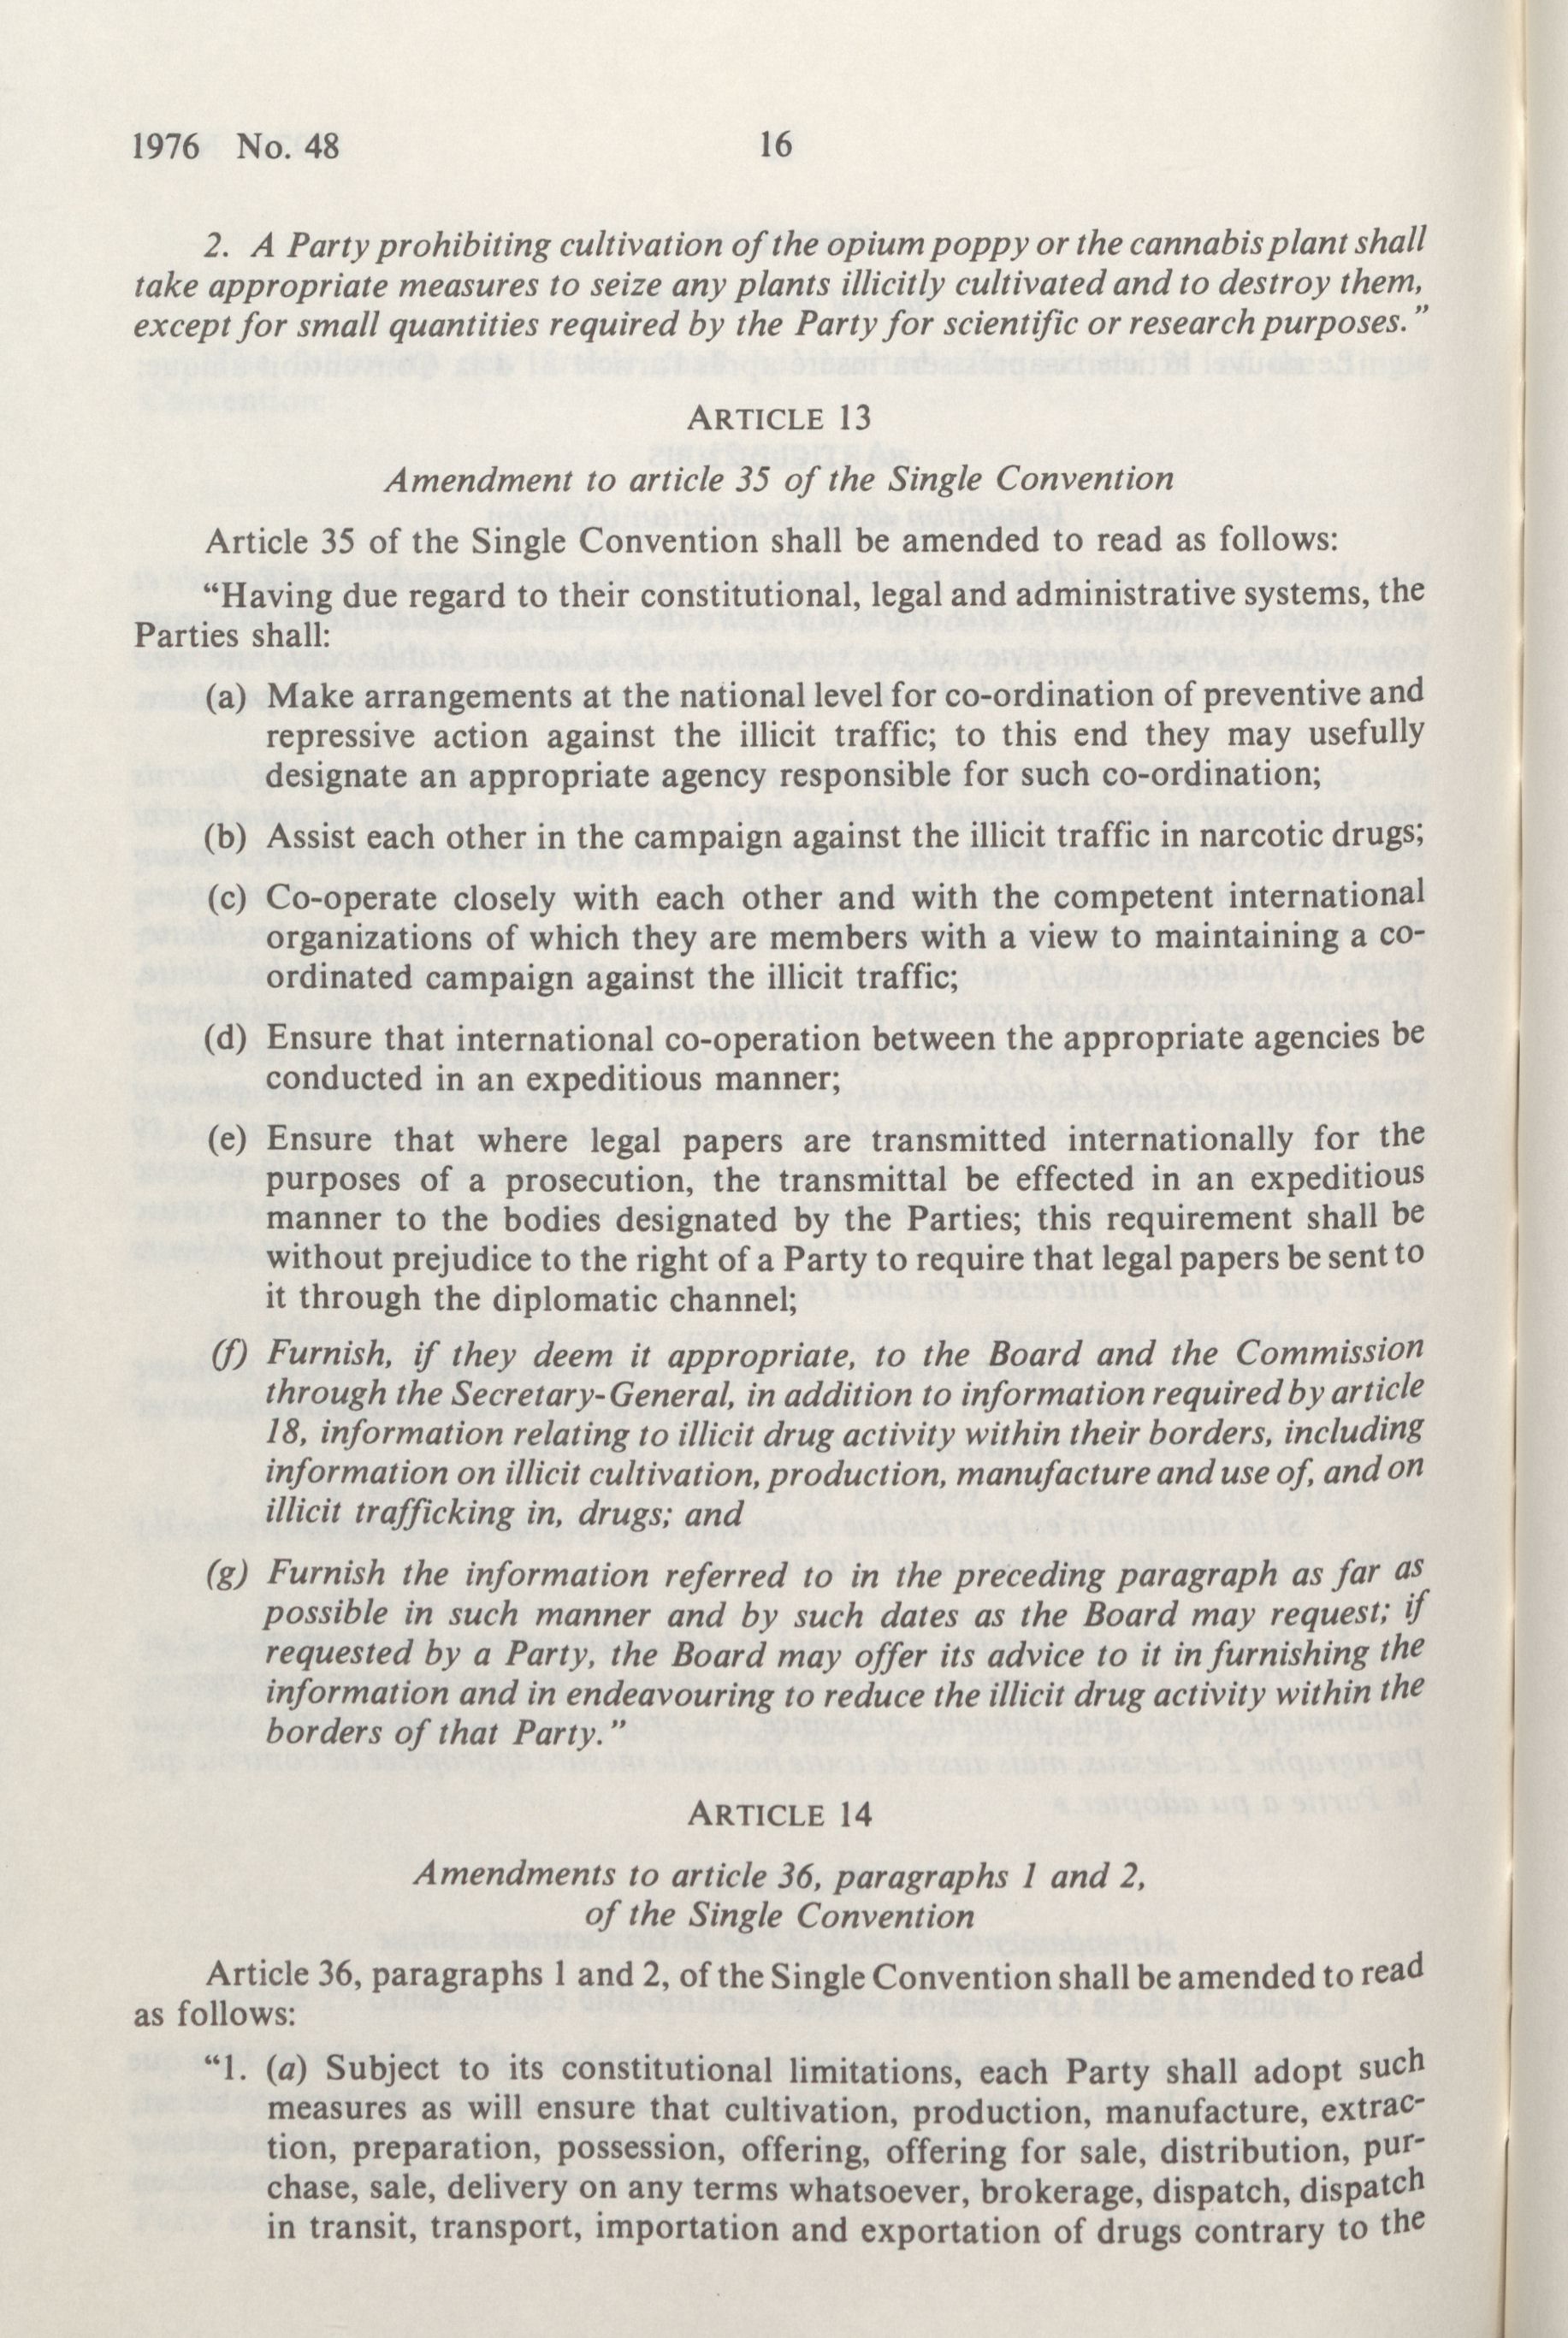 1976 No. 48
16
2. A Party prohibiting cultivation of the opium poppy or the cannabis plant shall
take appropriate measures to seize any plants illicitly cultivated and to destroy them,
except for small quantities required by the Party for scientific or research purposes.”
ARTICLE 13
Amendment to article 35 of the Single Convention
Article 35 of the Single Convention shall be amended to read as follows:
“Having due regard to their constitutional, legal and administrative systems, the
Parties shall:
(a) Make arrangements at the national level for co-ordination of preventive and
repressive action against the illicit traffic; to this end they may usefully
designate an appropriate agency responsible for such co-ordination;
(b) Assist each other in the campaign against the illicit traffic in narcotic drugs;
(c) Co-operate closely with each other and with the competent international
organizations of which they are members with a view to maintaining a co-
ordinated campaign against the illicit traffic;
(d) Ensure that international co-operation between the appropriate agencies be
conducted in an expeditious manner;
(e) Ensure that where legal papers are transmitted internationally for the
purposes of a prosecution, the transmittal be effected in an expeditious
manner to the bodies designated by the Parties; this requirement shall be
without prejudice to the right of a Party to require that legal papers be sent to
it through the diplomatic channel;
(f) Furnish, if they deem it appropriate, to the Board and the Commission
through the Secretary-General, in addition to information required by article
18, information relating to illicit drug activity within their borders, including
information on illicit cultivation, production, manufacture and use of, and on
illicit trafficking in, drugs; and
(g) Furnish the information referred to in the preceding paragraph as far as
possible in such manner and by such dates as the Board may request; if
requested by a Party, the Board may offer its advice to it in furnishing the
information and in endeavouring to reduce the illicit drug activity within the
borders of that Party.”
ARTICLE 14
Amendments to article 36, paragraphs 1 and 2,
of the Single Convention
Article 36, paragraphs 1 and 2, of the Single Convention shall be amended to read
as follows:
“1. (a) Subject to its constitutional limitations, each Party shall adopt such
measures as will ensure that cultivation, production, manufacture, extrac-
tion, preparation, possession, offering, offering for sale, distribution, pur-
chase, sale, delivery on any terms whatsoever, brokerage, dispatch, dispatch
in transit, transport, importation and exportation of drugs contrary to the